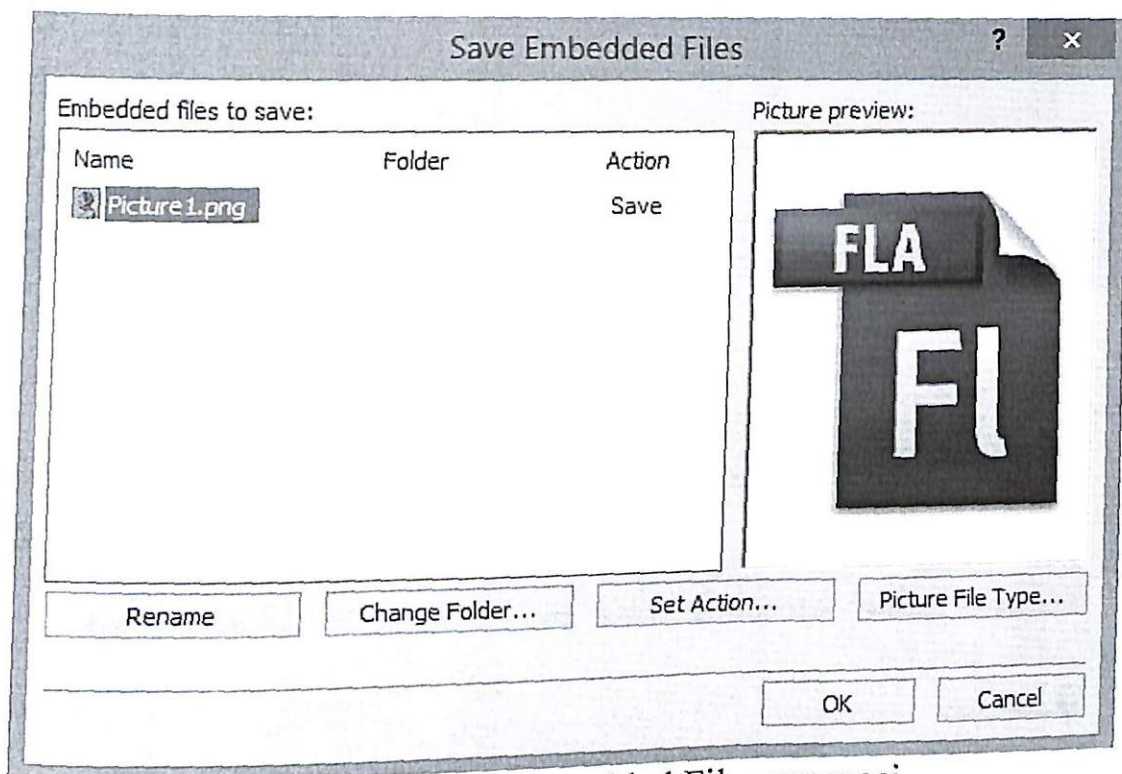 Save Embedded Files ? ×
Embedded files to save:
Name Folder Action
Picture1.png Save
Picture preview:
FLA
Fl
Rename Change Folder... Set Action... Picture File Type...
OK Cancel